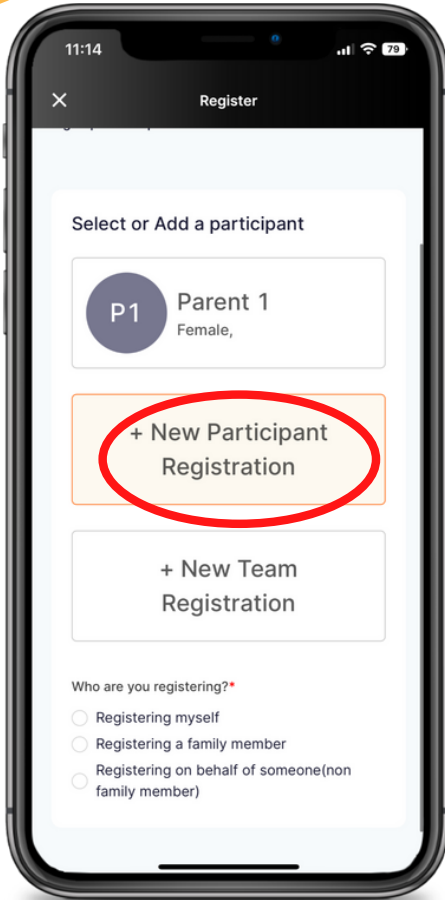 11:14
79
Register
Select or Add a participant
P1
Parent 1
Female,
+ New Participant
Registration
+ New Team
Registration
Who are you registering?*
Registering myself
Registering a family member
Registering on behalf of someone(non
family member)